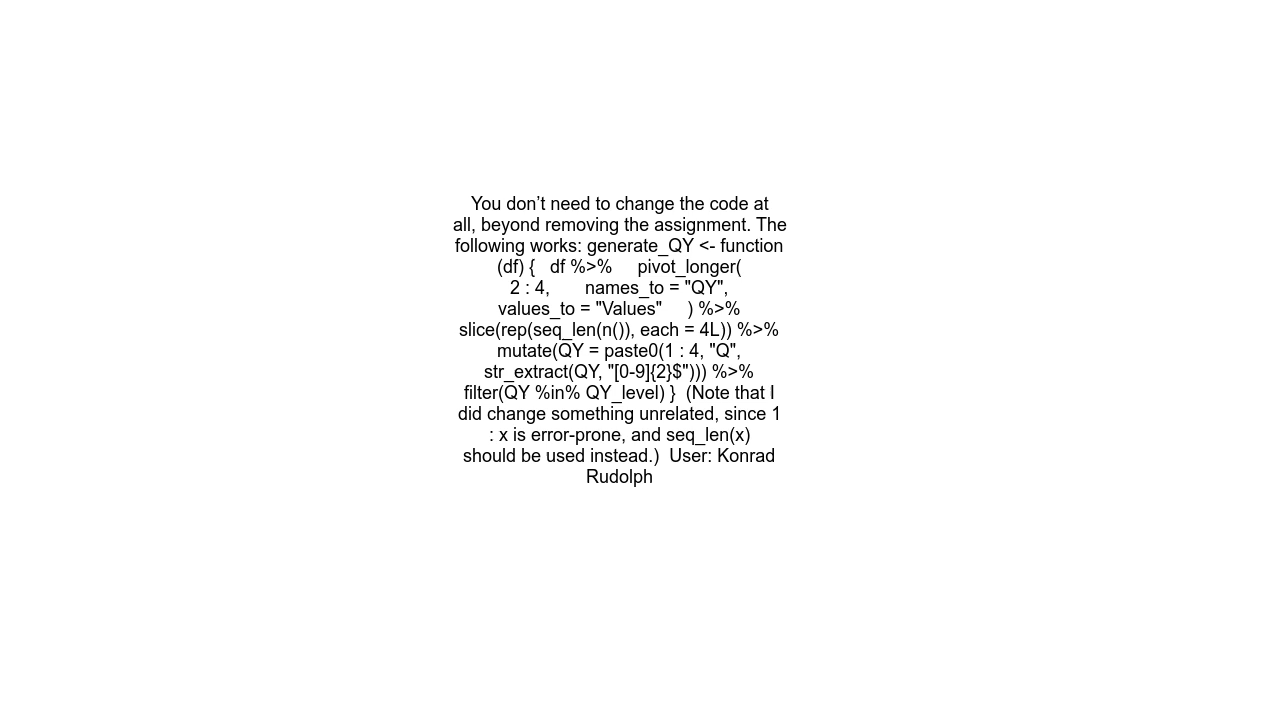 You don’t need to change the code at
all, beyond removing the assignment. The
following works: generate_QY <- function
(df) {   df %>%     pivot_longer(
2 : 4,       names_to = "QY",
values_to = "Values"     ) %>%
slice(rep(seq_len(n()), each = 4L)) %>%
mutate(QY = paste0(1 : 4, "Q",
str_extract(QY, "[0-9]{2}$"))) %>%
filter(QY %in% QY_level) }  (Note that I
did change something unrelated, since 1
: x is error-prone, and seq_len(x)
should be used instead.)  User: Konrad
Rudolph